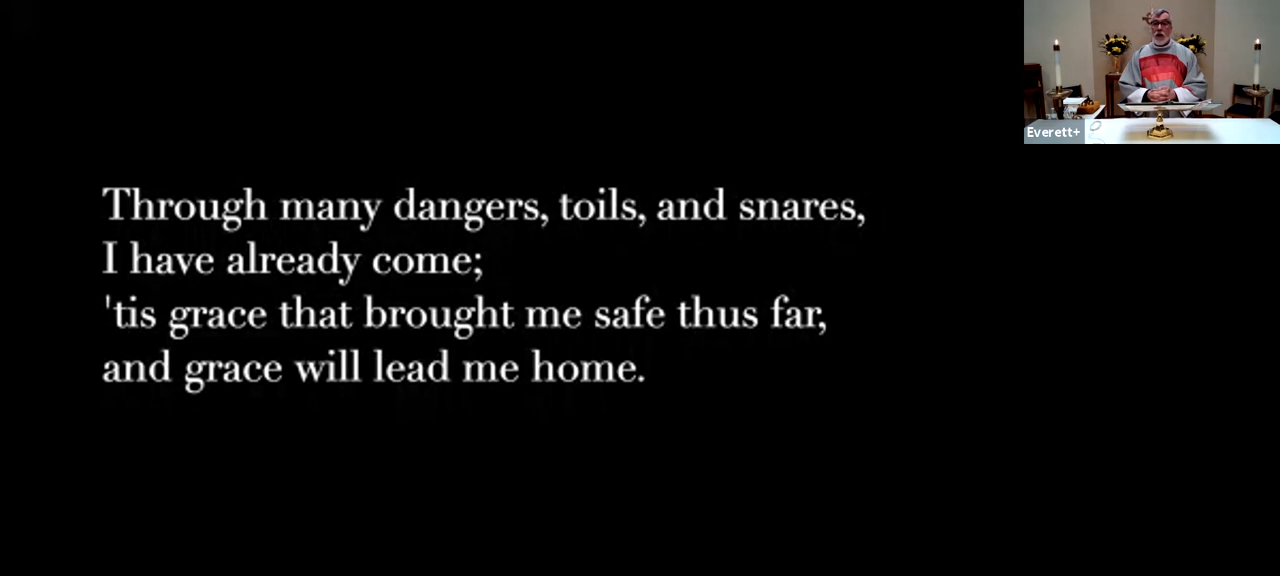 Through many dangers, toils, and snares,
I have already come;
'tis grace that brought me safe thus far,
and grace will lead me home.
Everett+